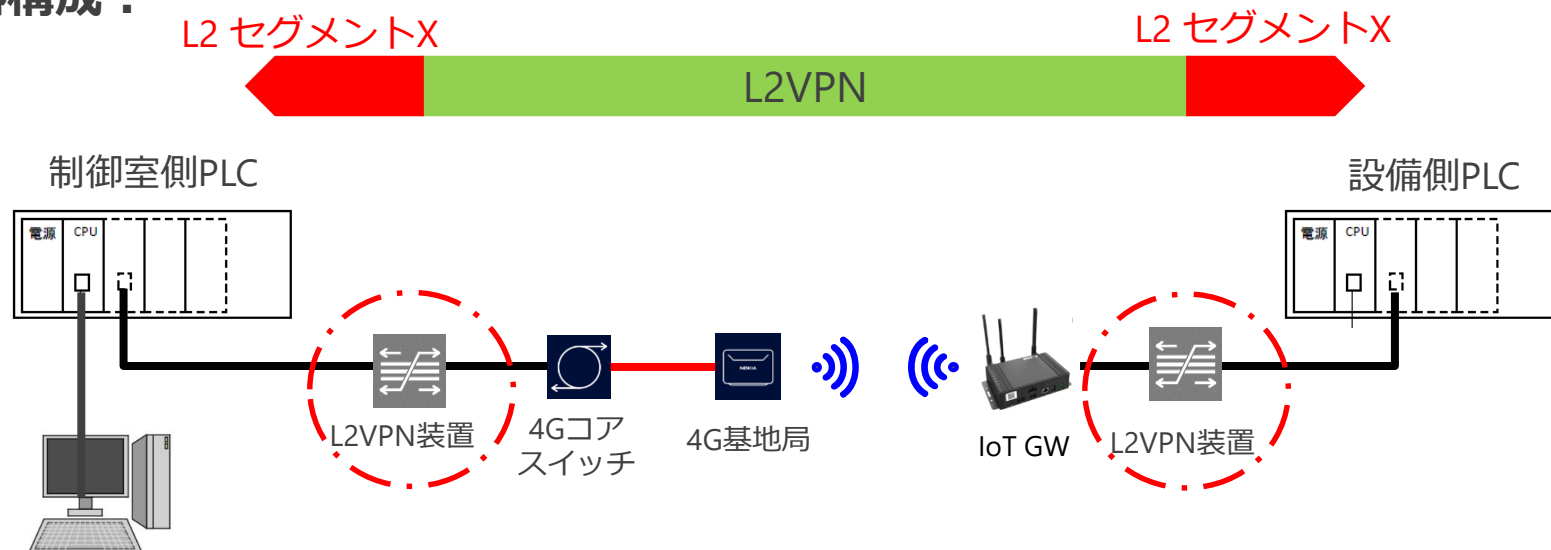 構成：
L2 セグメントX
L2 セグメントX
L2VPN
制御室側PLC
設備側PLC
電源
CPU
電源
CPU
NOKIA
L2VPN装置
4Gコア
スイッチ
4G基地局
IoT GW
L2VPN装置